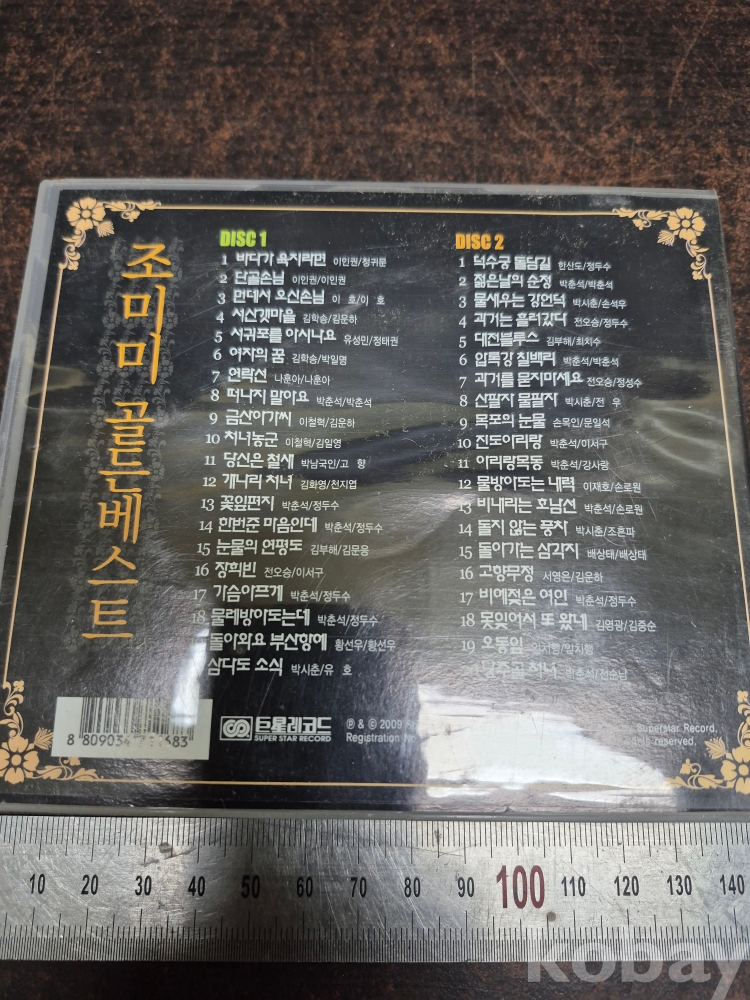 조미미 골든베스트
DISC 1
1 바다가 육지라면 이인권/정귀문
2 단골손님 이인권/이인권
3 먼데서 오신손님 이 호/이 호
4 서산갯마을 김학송/김운하
5 서귀포를 아시나요 유성민/정태권
6 여자의 꿈 김학송/박일명
7 연락선 나훈아/나훈아
8 떠나지 말아요 박춘석/박춘석
9 금산아가씨 이철혁/김운하
10 처녀농군 이철혁/김일영
11 당신은 철새 박남국인/고 향
12 개나리 처녀 김화영/천지엽
13 꽃잎편지 박춘석/정두수
14 한번준 마음인데 박춘석/정두수
15 눈물의 연평도 김부해/김문응
16 장희빈 전오승/이서구
17 가슴아프게 박춘석/정두수
18 물레방아도는데 박춘석/정두수
돌아와요 부산항에 황선우/황선우
삼다도 소식 박시춘/유 호
DISC 2
1 덕수궁 돌담길 한산도/정두수
2 젊은날의 순정 박춘석/박춘석
3 물새우는 강언덕 박시춘/손석우
4 과거는 흘러갔다 전오승/정두수
5 대전블루스 김부해/최치수
6 압록강 칠백리 박춘석/박춘석
7 과거를 묻지마세요 전오승/정성수
8 산팔자 물팔자 박시춘/전 우
9 목포의 눈물 손목인/문일석
10 진도아리랑 박춘석/이서구
11 아리랑목동 박춘석/강사랑
12 물방아도는 내력 이재호/손로원
13 비내리는 호남선 박춘석/손로원
14 돌지 않는 풍차 박시춘/조흔파
15 돌아가는 삼각지 배상태/배상태
16 고향무정 서영은/김운하
17 비에젖은 여인 박춘석/정두수
18 못잊어서 또 왔네 김영광/김중순
19 오동잎
8 809034 483
巨星레코드
SUPER STAR RECORD
℗ & © 2009
Superstar Record.
Registration No
reserved.
10 20 30 40 50 60 70 80 90 100 110 120 130 140
kobay